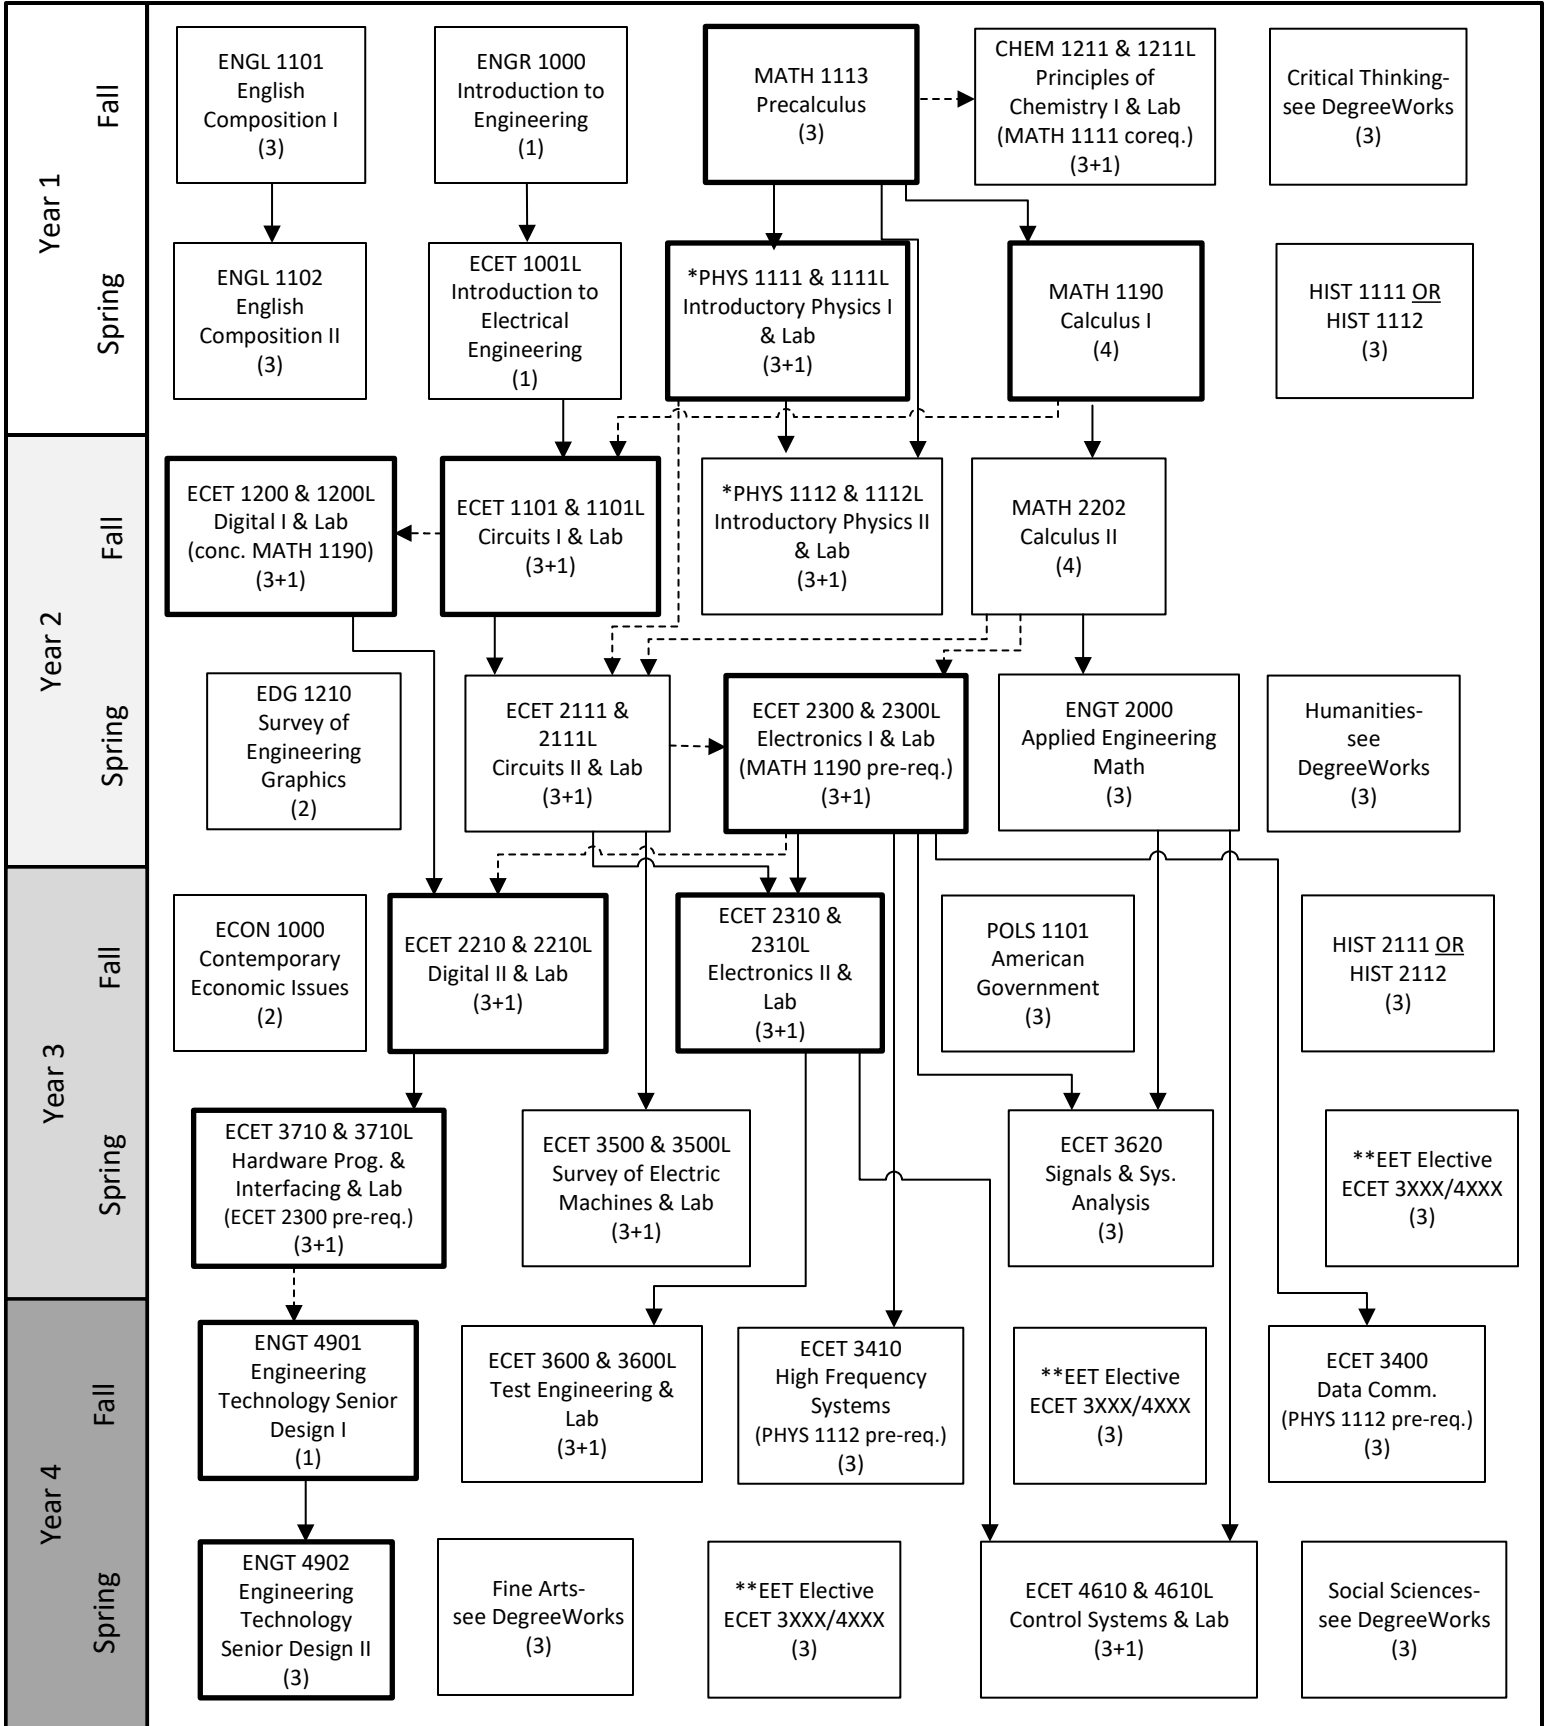 Year 1
Fall
ENGL 1101
English
Composition I
(3)
ENGR 1000
Introduction to
Engineering
(1)
MATH 1113
Precalculus
(3)
CHEM 1211 & 1211L
Principles of
Chemistry I & Lab
(MATH 1111 coreq.)
(3+1)
Critical Thinking-
see DegreeWorks
(3)
Spring
ENGL 1102
English
Composition II
(3)
ECET 1001L
Introduction to
Electrical
Engineering
(1)
*PHYS 1111 & 1111L
Introductory Physics I
& Lab
(3+1)
MATH 1190
Calculus I
(4)
HIST 1111 OR
HIST 1112
(3)
Year 2
Fall
ECET 1200 & 1200L
Digital I & Lab
(conc. MATH 1190)
(3+1)
ECET 1101 & 1101L
Circuits I & Lab
(3+1)
*PHYS 1112 & 1112L
Introductory Physics II
& Lab
(3+1)
MATH 2202
Calculus II
(4)
Spring
EDG 1210
Survey of
Engineering
Graphics
(2)
ECET 2111 &
2111L
Circuits II & Lab
(3+1)
ECET 2300 & 2300L
Electronics I & Lab
(MATH 1190 pre-req.)
(3+1)
ENGT 2000
Applied Engineering
Math
(3)
Humanities-
see
DegreeWorks
(3)
Year 3
Fall
ECON 1000
Contemporary
Economic Issues
(2)
ECET 2210 & 2210L
Digital II & Lab
(3+1)
ECET 2310 &
2310L
Electronics II &
Lab
(3+1)
POLS 1101
American
Government
(3)
HIST 2111 OR
HIST 2112
(3)
Spring
ECET 3710 & 3710L
Hardware Prog. &
Interfacing & Lab
(ECET 2300 pre-req.)
(3+1)
ECET 3500 & 3500L
Survey of Electric
Machines & Lab
(3+1)
ECET 3620
Signals & Sys.
Analysis
(3)
**EET Elective
ECET 3XXX/4XXX
(3)
Year 4
Fall
ENGT 4901
Engineering
Technology Senior
Design I
(1)
ECET 3600 & 3600L
Test Engineering &
Lab
(3+1)
ECET 3410
High Frequency
Systems
(PHYS 1112 pre-req.)
(3)
**EET Elective
ECET 3XXX/4XXX
(3)
ECET 3400
Data Comm.
(PHYS 1112 pre-req.)
(3)
Spring
ENGT 4902
Engineering
Technology
Senior Design II
(3)
Fine Arts-
see DegreeWorks
(3)
**EET Elective
ECET 3XXX/4XXX
(3)
ECET 4610 & 4610L
Control Systems & Lab
(3+1)
Social Sciences-
see DegreeWorks
(3)